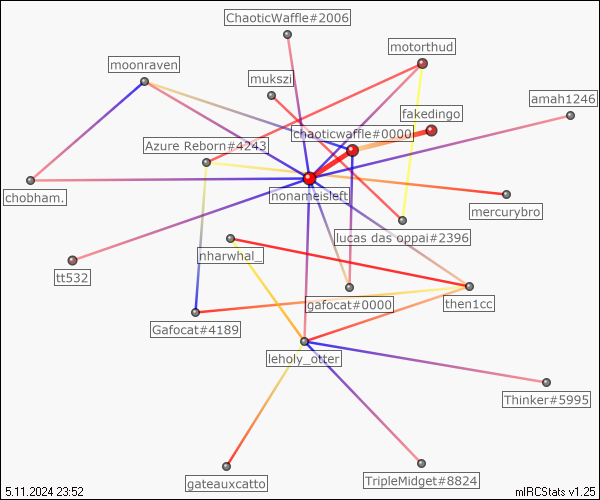 ChaoticWaffle#2006
motorthud
moonraven
mukszi
amah1246
fakedingo
chaoticwaffle#0000
Azure Reborn#4243
chobham.
nonameisleft
mercurybro
lucas das oppai#2396
nharwhal_
tt532
gafocat#0000
then1cc
Gafocat#4189
leholy_otter
Thinker#5995
gateauxcatto
TripleMidget#8824
5.11.2024 23:52
mIRCStats v1.25